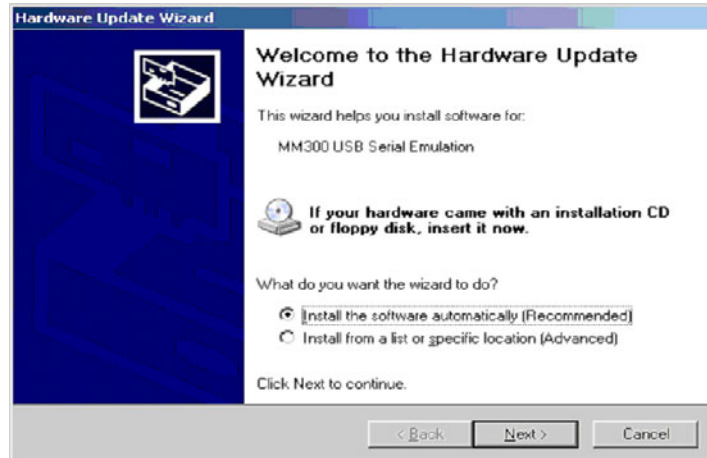 Hardware Update Wizard
Welcome to the Hardware Update
Wizard
This wizard helps you install software for:
MM300 USB Serial Emulation
If your hardware came with an installation CD
or floppy disk, insert it now.
What do you want the wizard to do?
Install the software automatically (Recommended)
Install from a list or specific location (Advanced)
Click Next to continue.
< Back Next > Cancel